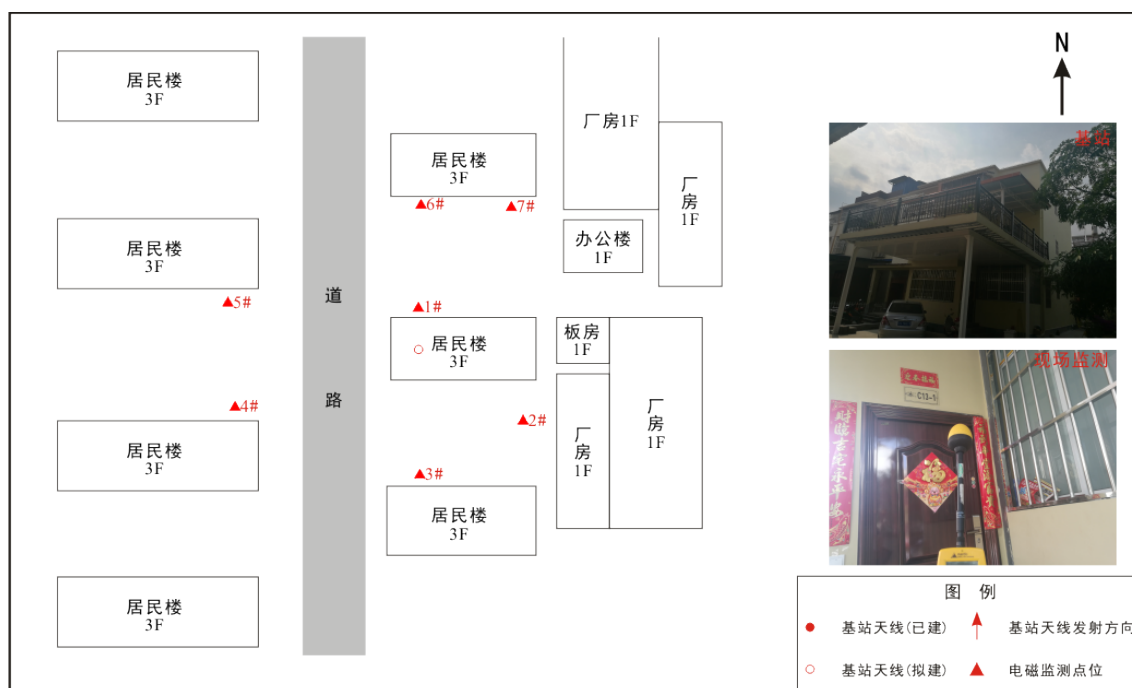 N
居民楼
3F
居民楼
3F
居民楼
3F
居民楼
3F
道
路
居民楼
3F
6#
7#
5#
1#
居民楼
3F
4#
2#
3#
居民楼
3F
厂房1F
厂
房
1F
办公楼
1F
板房
1F
厂
房
1F
厂
房
1F
基站
现场监测
C13-1
福
图 例
基站天线(已建)
基站天线发射方向
基站天线(拟建)
电磁监测点位